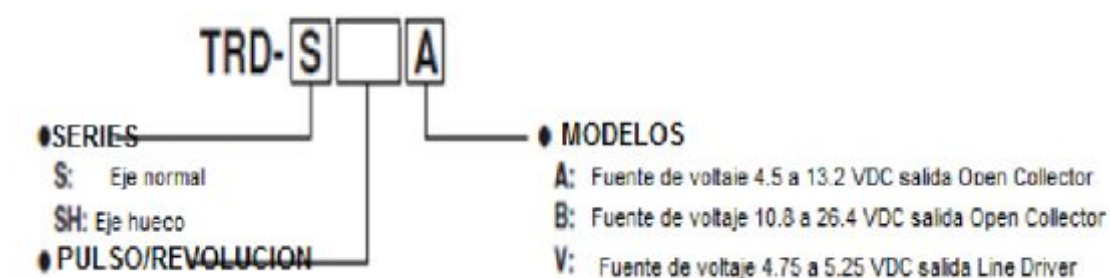 TRD- S A
●SERIES
S: Eje normal
SH: Eje hueco
● PULSO/REVOLUCION
● MODELOS
A: Fuente de voltaie 4.5 a 13.2 VDC salida Open Collector
B: Fuente de voltaje 10.8 a 26.4 VDC salida Open Collector
V: Fuente de voltaje 4.75 a 5.25 VDC salida Line Driver